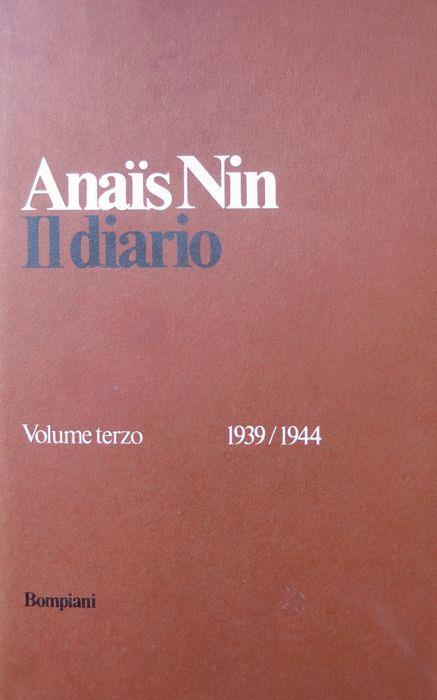 Anaïs Nin
Il diario
Volume terzo 1939/1944
Bompiani